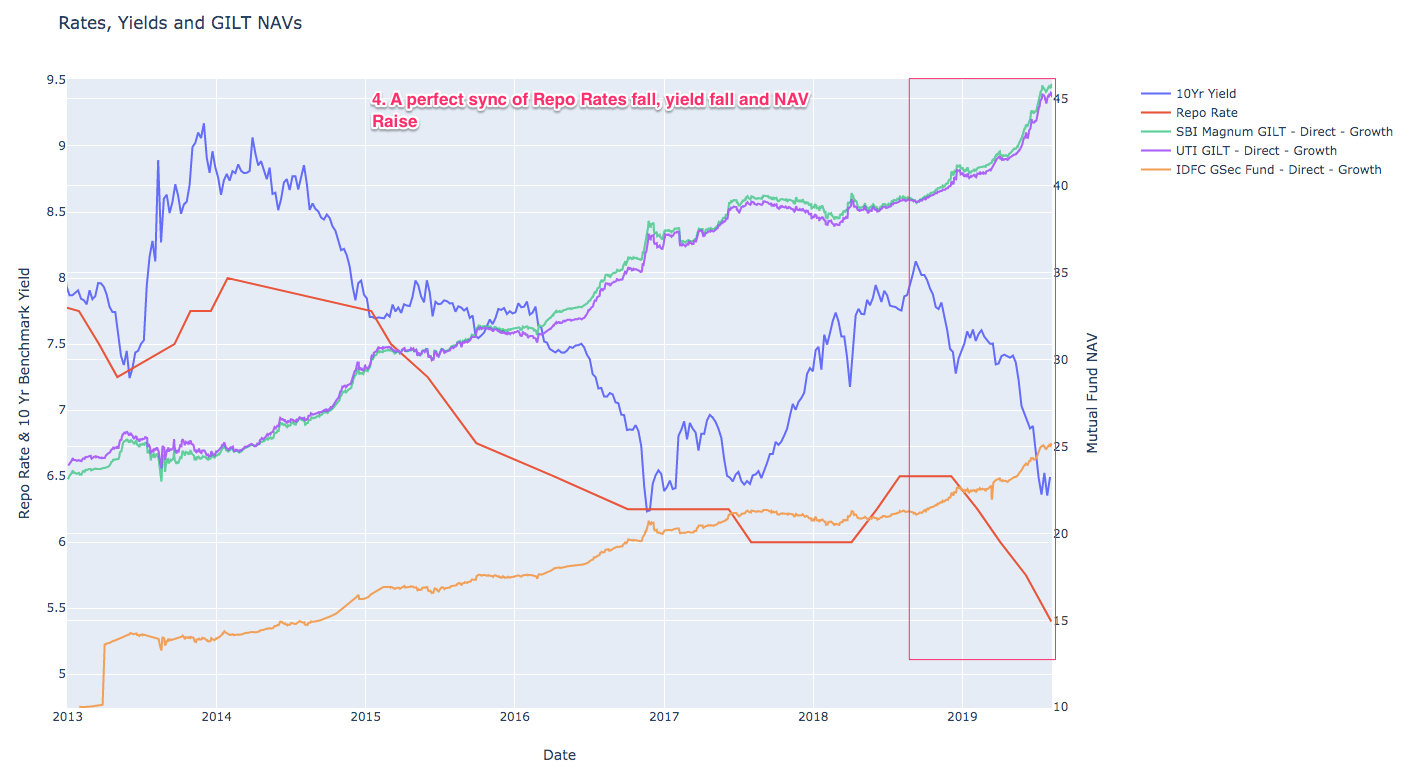 Rates, Yields and GILT NAVs
4. A perfect sync of Repo Rates fall, yield fall and NAV
Raise
10Yr Yield
Repo Rate
SBI Magnum GILT - Direct - Growth
UTI GILT - Direct - Growth
IDFC GSec Fund - Direct - Growth
Repo Rate & 10 Yr Benchmark Yield
9.5
9
8.5
8
7.5
7
6.5
6
5.5
5
45
40
35
30
25
20
15
10
Mutual Fund NAV
2013
2014
2015
2016
2017
2018
2019
Date